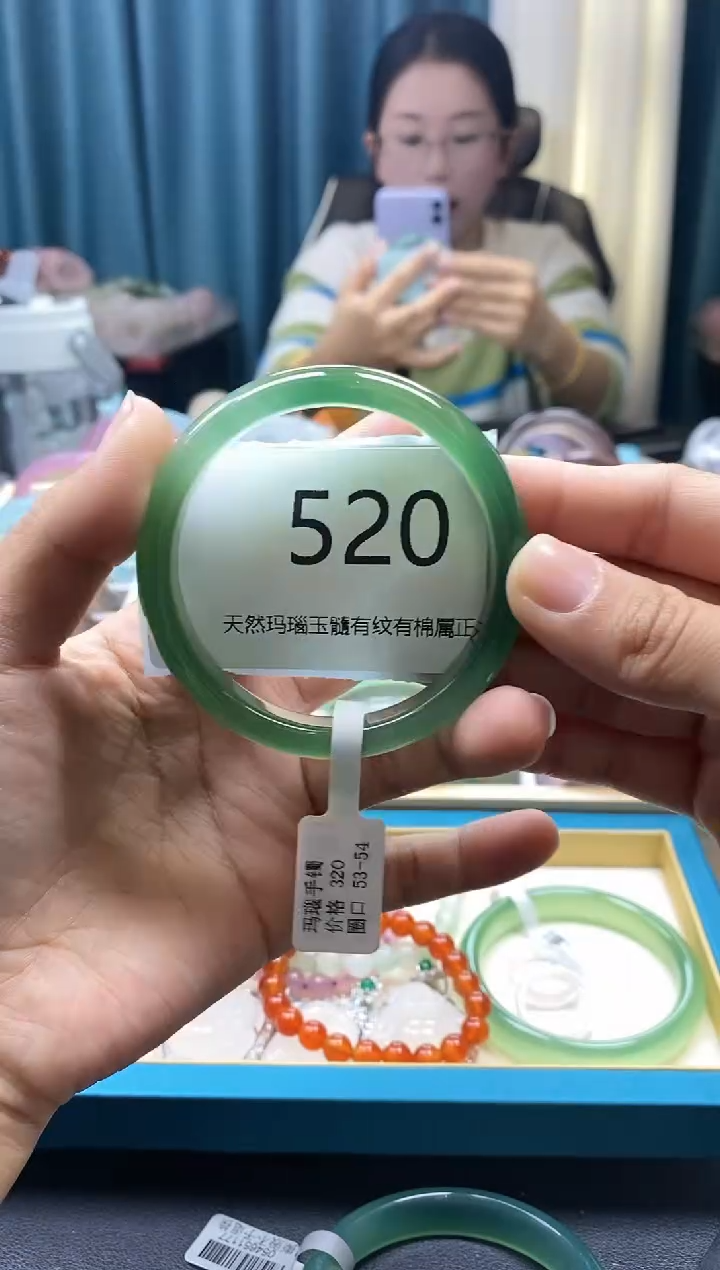 520
天然玛瑙玉髓有纹有棉属正
玛瑙手镯
价格 320
圈口 53-54